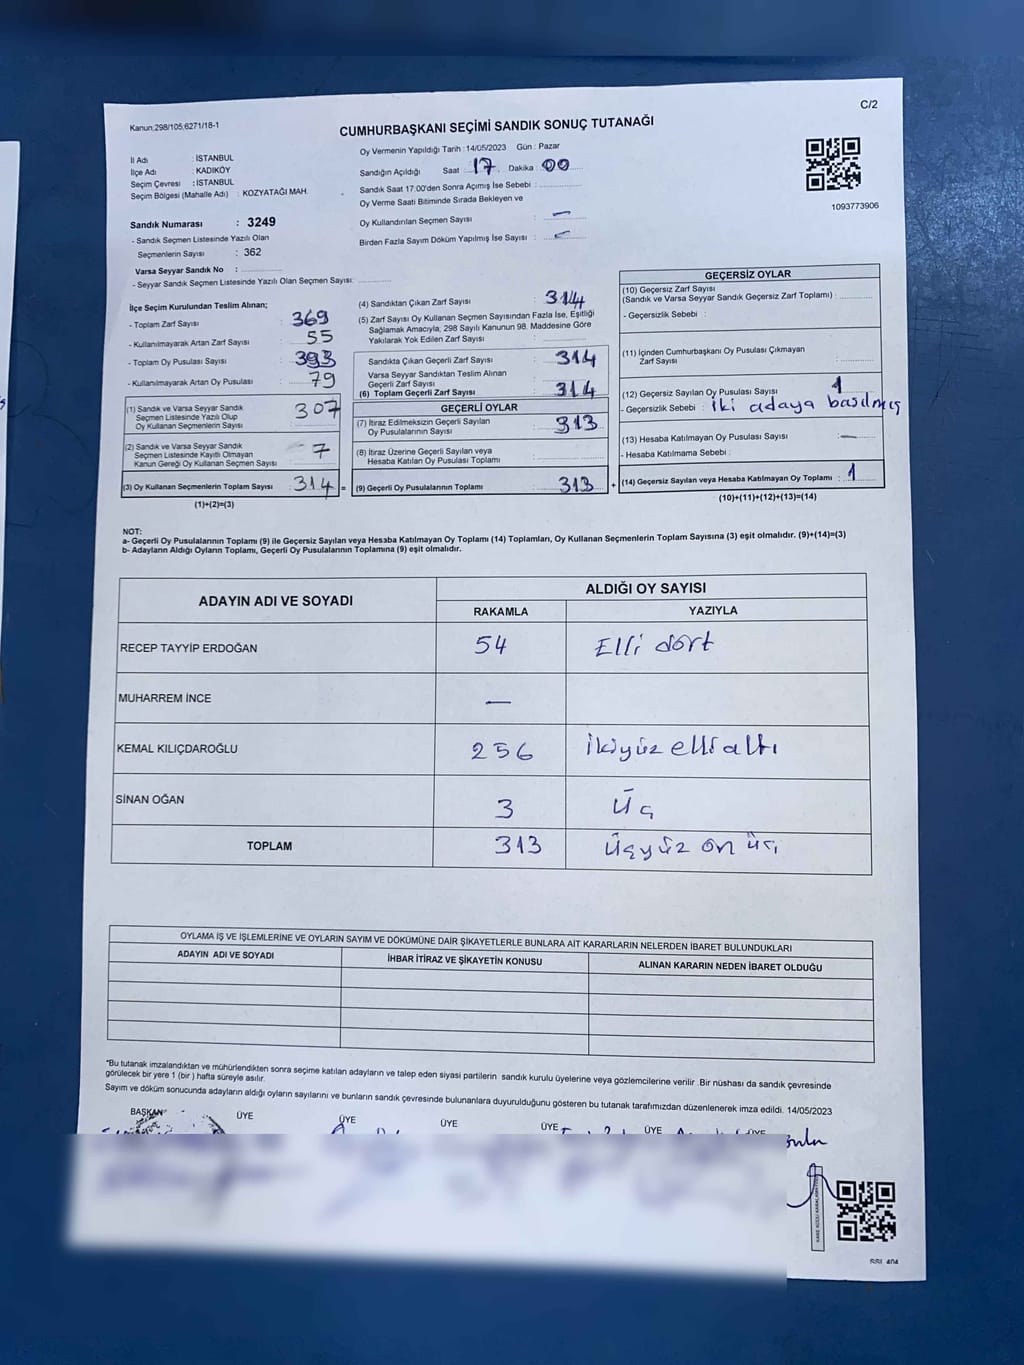 C/2
Kanun;298/105;6271/18-1
CUMHURBAŞKANI SEÇİMİ SANDIK SONUÇ TUTANAĞI
İl Adı : İSTANBUL
İlçe Adı : KADIKÖY
Seçim Çevresi : İSTANBUL
Seçim Bölgesi (Mahalle Adı) : KOZYATAĞI MAH.
Sandık Numarası : 3249
- Sandık Seçmen Listesinde Yazılı Olan
Seçmenlerin Sayısı : 362
Varsa Seyyar Sandık No :
- Seyyar Sandık Seçmen Listesinde Yazılı Olan Seçmen Sayısı:
Oy Vermenin Yapıldığı Tarih : 14/05/2023 Gün : Pazar
Sandığın Açıldığı Saat : 17 Dakika : 00
Sandık Saat 17:00'den Sonra Açımış İse Sebebi :
Oy Verme Saati Bitiminde Sırada Bekleyen ve
Oy Kullandırılan Seçmen Sayısı : —
Birden Fazla Sayım Döküm Yapılmış İse Sayısı : —
1093773906
İlçe Seçim Kurulundan Teslim Alınan;
- Toplam Zarf Sayısı : 369
- Kullanılmayarak Artan Zarf Sayısı : 55
- Toplam Oy Pusulası Sayısı : 393
- Kullanılmayarak Artan Oy Pusulası : 79
(1) Sandık ve Varsa Seyyar Sandık
Seçmen Listesinde Yazılı Olup
Oy Kullanan Seçmenlerin Sayısı : 307
(2) Sandık ve Varsa Seyyar Sandık
Seçmen Listesinde Kayıtlı Olmayan
Kanun Gereği Oy Kullanan Seçmen Sayısı : 7
(3) Oy Kullanan Seçmenlerin Toplam Sayısı : 314 =
(1)+(2)=(3)
(4) Sandıktan Çıkan Zarf Sayısı : 314
(5) Zarf Sayısı Oy Kullanan Seçmen Sayısından Fazla İse, Eşitliği
Sağlamak Amacıyla, 298 Sayılı Kanunun 98. Maddesine Göre
Yakılarak Yok Edilen Zarf Sayısı :
Sandıkta Çıkan Geçerli Zarf Sayısı : 314
Varsa Seyyar Sandıktan Teslim Alınan
Geçerli Zarf Sayısı :
(6) Toplam Geçerli Zarf Sayısı : 314
GEÇERLİ OYLAR
(7) İtiraz Edilmeksizin Geçerli Sayılan
Oy Pusulalarının Sayısı : 313
(8) İtiraz Üzerine Geçerli Sayılan veya
Hesaba Katılan Oy Pusulası Toplamı :
(9) Geçerli Oy Pusulalarının Toplamı : 313 +
GEÇERSİZ OYLAR
(10) Geçersiz Zarf Sayısı
(Sandık ve Varsa Seyyar Sandık Geçersiz Zarf Toplamı) :
- Geçersizlik Sebebi :
(11) İçinden Cumhurbaşkanı Oy Pusulası Çıkmayan
Zarf Sayısı :
(12) Geçersiz Sayılan Oy Pusulası Sayısı : 1
- Geçersizlik Sebebi : iki adaya basılmış
(13) Hesaba Katılmayan Oy Pusulası Sayısı : —
- Hesaba Katılmama Sebebi :
(14) Geçersiz Sayılan veya Hesaba Katılmayan Oy Toplamı : 1
(10)+(11)+(12)+(13)=(14)
NOT:
a- Geçerli Oy Pusulalarının Toplamı (9) ile Geçersiz Sayılan veya Hesaba Katılmayan Oy Toplamı (14) Toplamları, Oy Kullanan Seçmenlerin Toplam Sayısına (3) eşit olmalıdır. (9)+(14)=(3)
b- Adayların Aldığı Oyların Toplamı, Geçerli Oy Pusulalarının Toplamına (9) eşit olmalıdır.
ADAYIN ADI VE SOYADI
ALDIĞI OY SAYISI
RAKAMLA YAZIYLA
RECEP TAYYİP ERDOĞAN 54 Elli dört
MUHARREM İNCE —
KEMAL KILIÇDAROĞLU 256 İkiyüz elli altı
SİNAN OĞAN 3 Üç
TOPLAM 313 Üçyüz on üç
OYLAMA İŞ VE İŞLEMLERİNE VE OYLARIN SAYIM VE DÖKÜMÜNE DAİR ŞİKAYETLERLE BUNLARA AİT KARARLARIN NELERDEN İBARET BULUNDUKLARI
ADAYIN ADI VE SOYADI İHBAR İTİRAZ VE ŞİKAYETİN KONUSU ALINAN KARARIN NEDEN İBARET OLDUĞU
*Bu tutanak imzalandıktan ve mühürlendikten sonra seçime katılan adayların ve talep eden siyasi partilerin sandık kurulu üyelerine veya gözlemcilerine verilir .Bir nüshası da sandık çevresinde
görülecek bir yere 1 (bir ) hafta süreyle asılır.
Sayım ve döküm sonucunda adayların aldığı oyların sayılarını ve bunların sandık çevresinde bulunanlara duyurulduğunu gösteren bu tutanak tarafımızdan düzenlenerek imza edildi. 14/05/2023
BAŞKAN ÜYE ÜYE ÜYE ÜYE ÜYE ÜYE